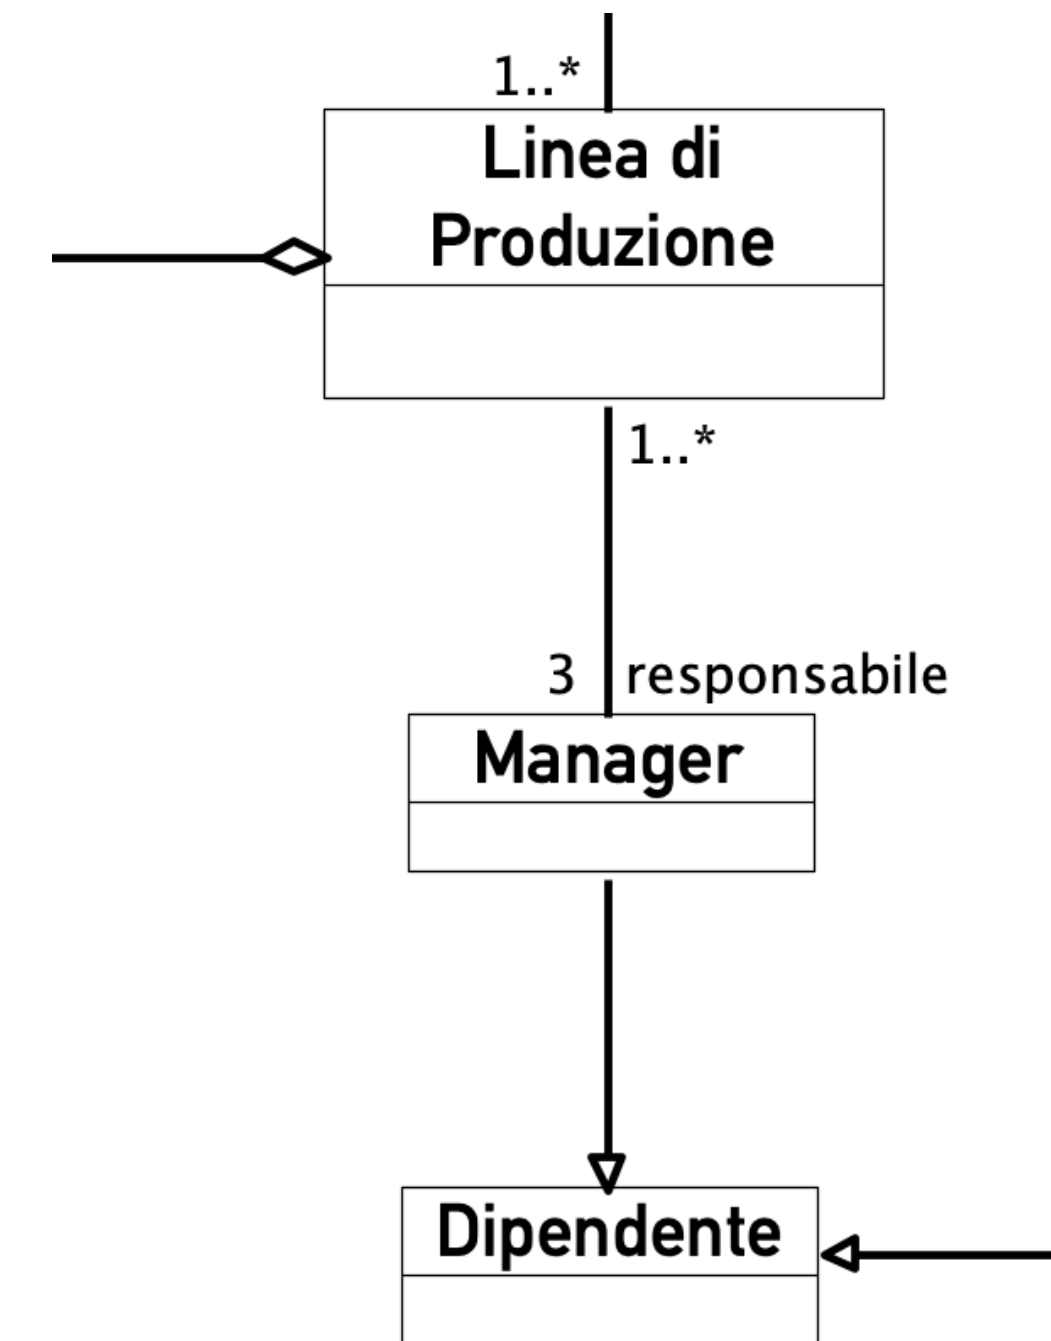 1..*
Linea di
Produzione
1..*
3 responsabile
Manager
Dipendente